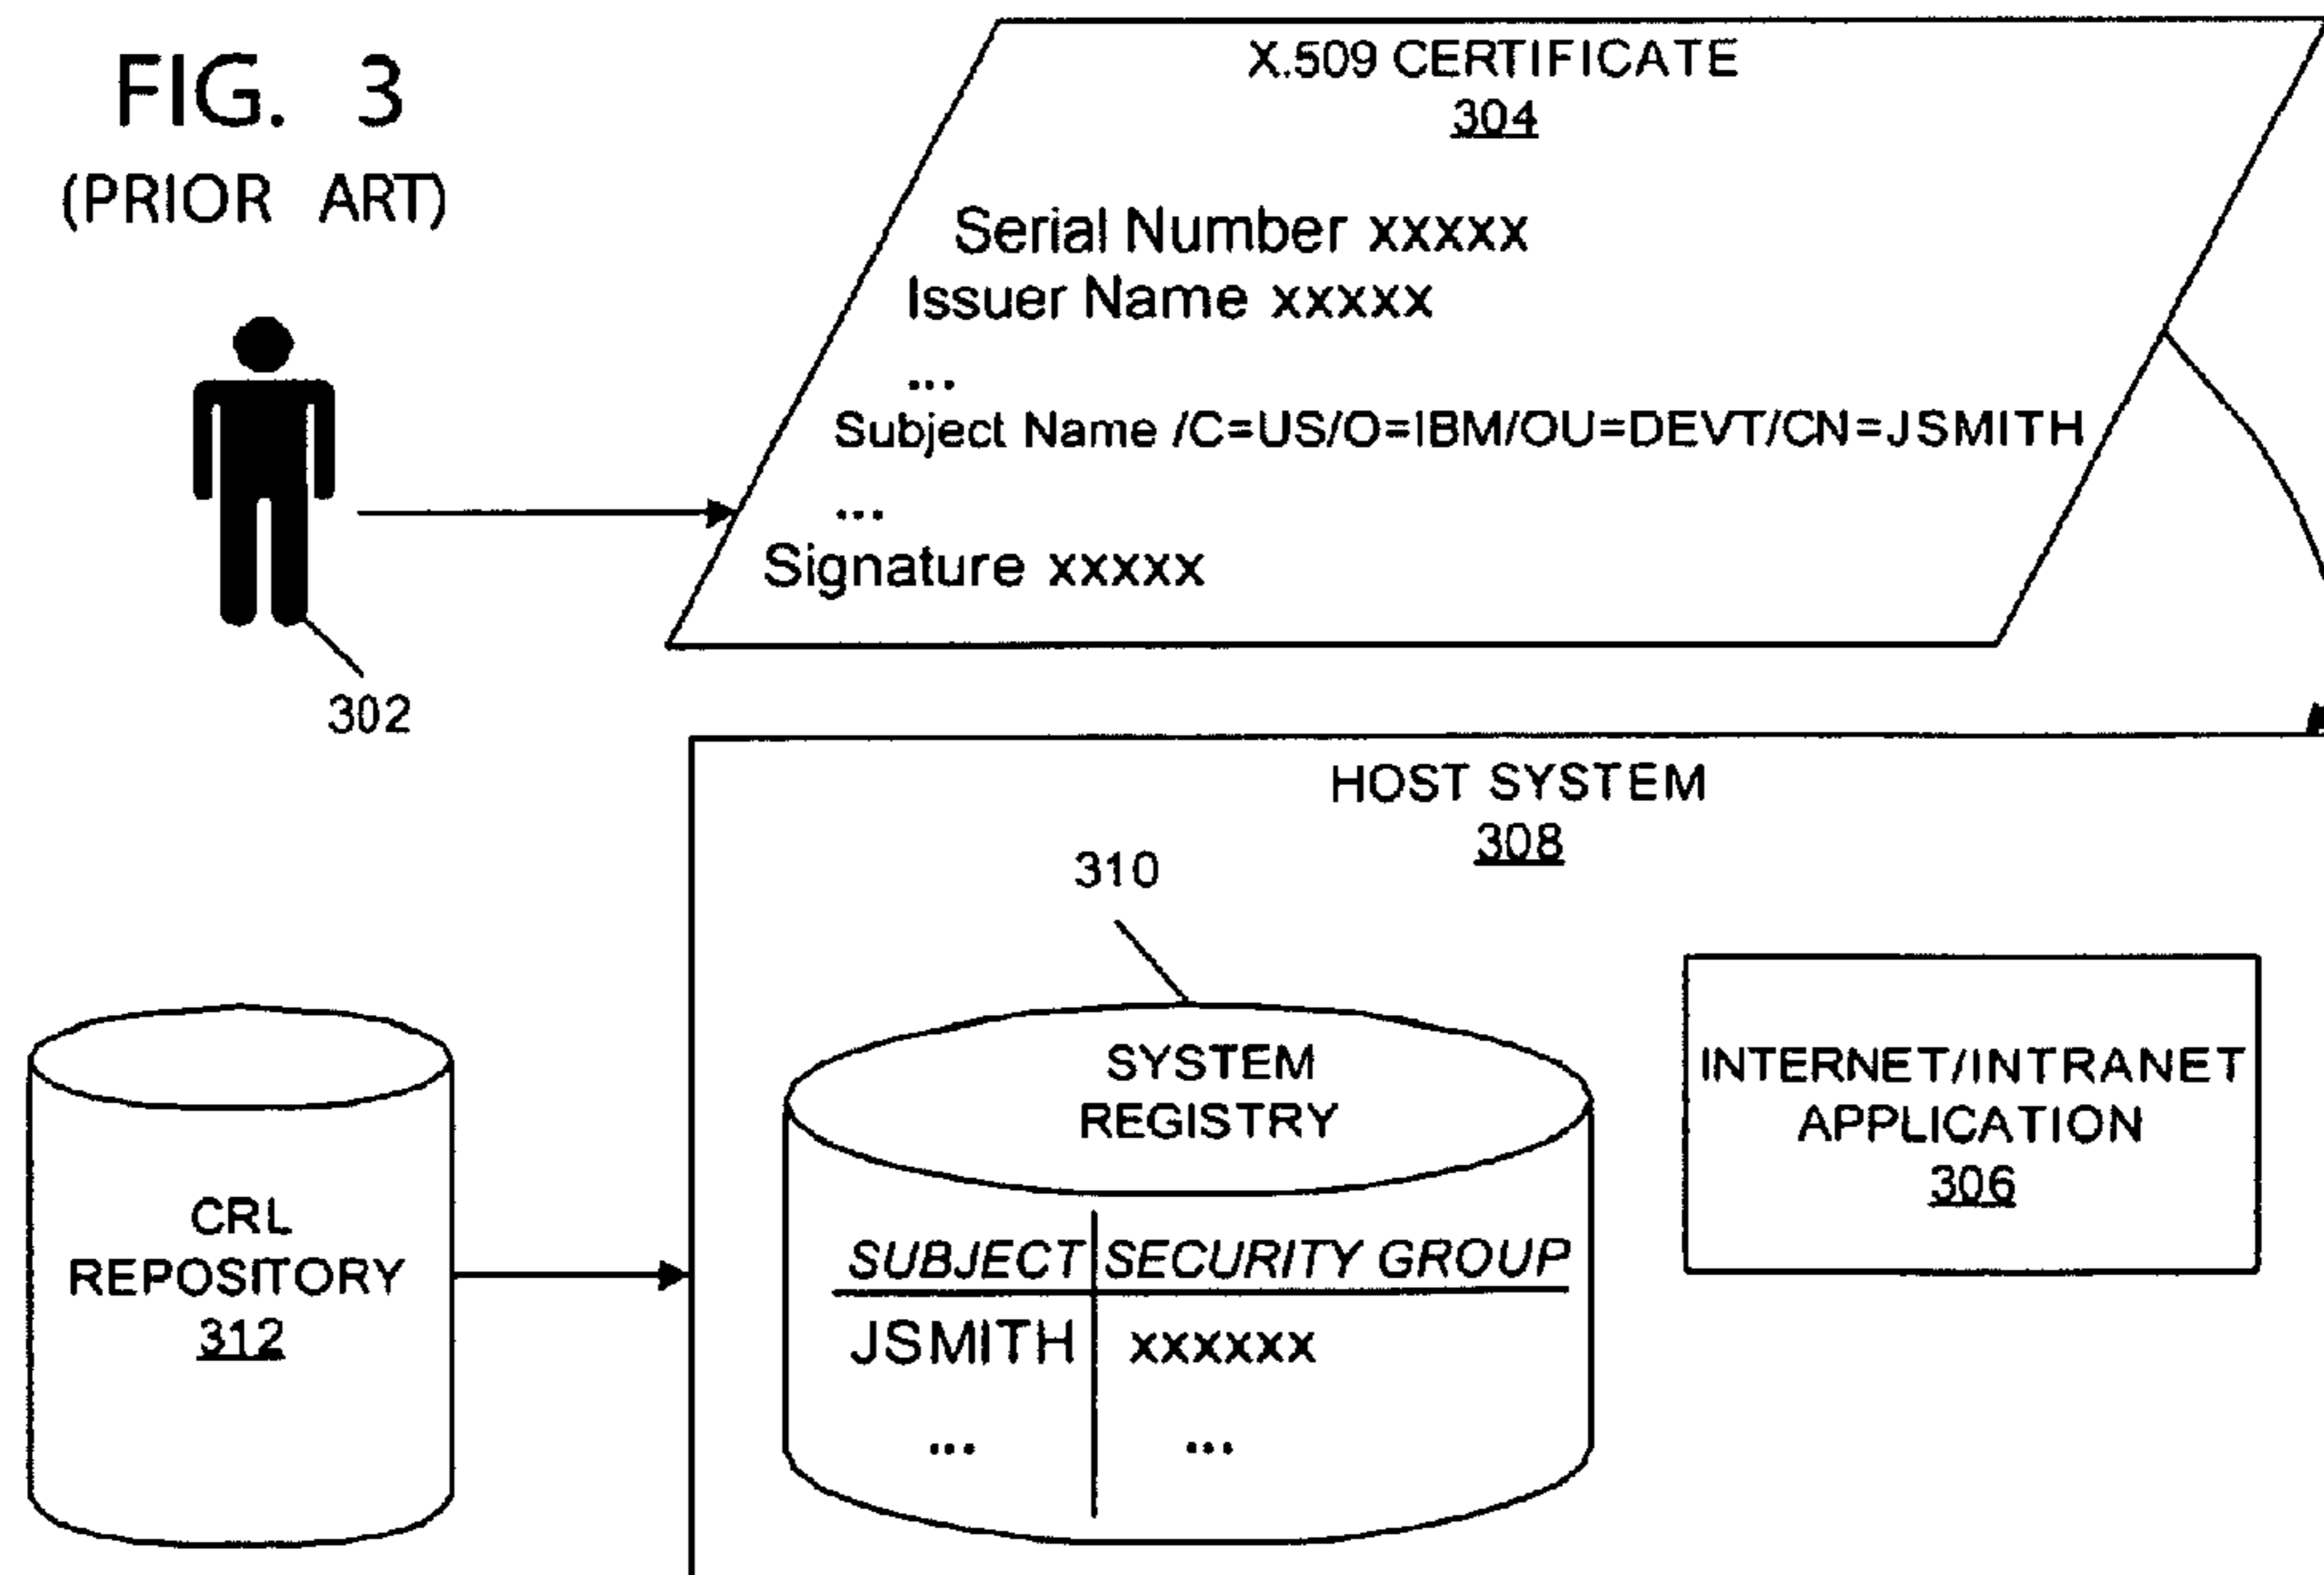 FIG. 3
(PRIOR ART)
X.509 CERTIFICATE
304
Serial Number xxxxx
Issuer Name xxxxx
...
Subject Name /C=US/O=IBM/OU=DEVT/CN=JSMITH
...
Signature xxxxx
302
HOST SYSTEM
308
310
SYSTEM
REGISTRY
SUBJECT SECURITY GROUP
JSMITH xxxxxx
... ...
INTERNET/INTRANET
APPLICATION
306
CRL
REPOSITORY
312